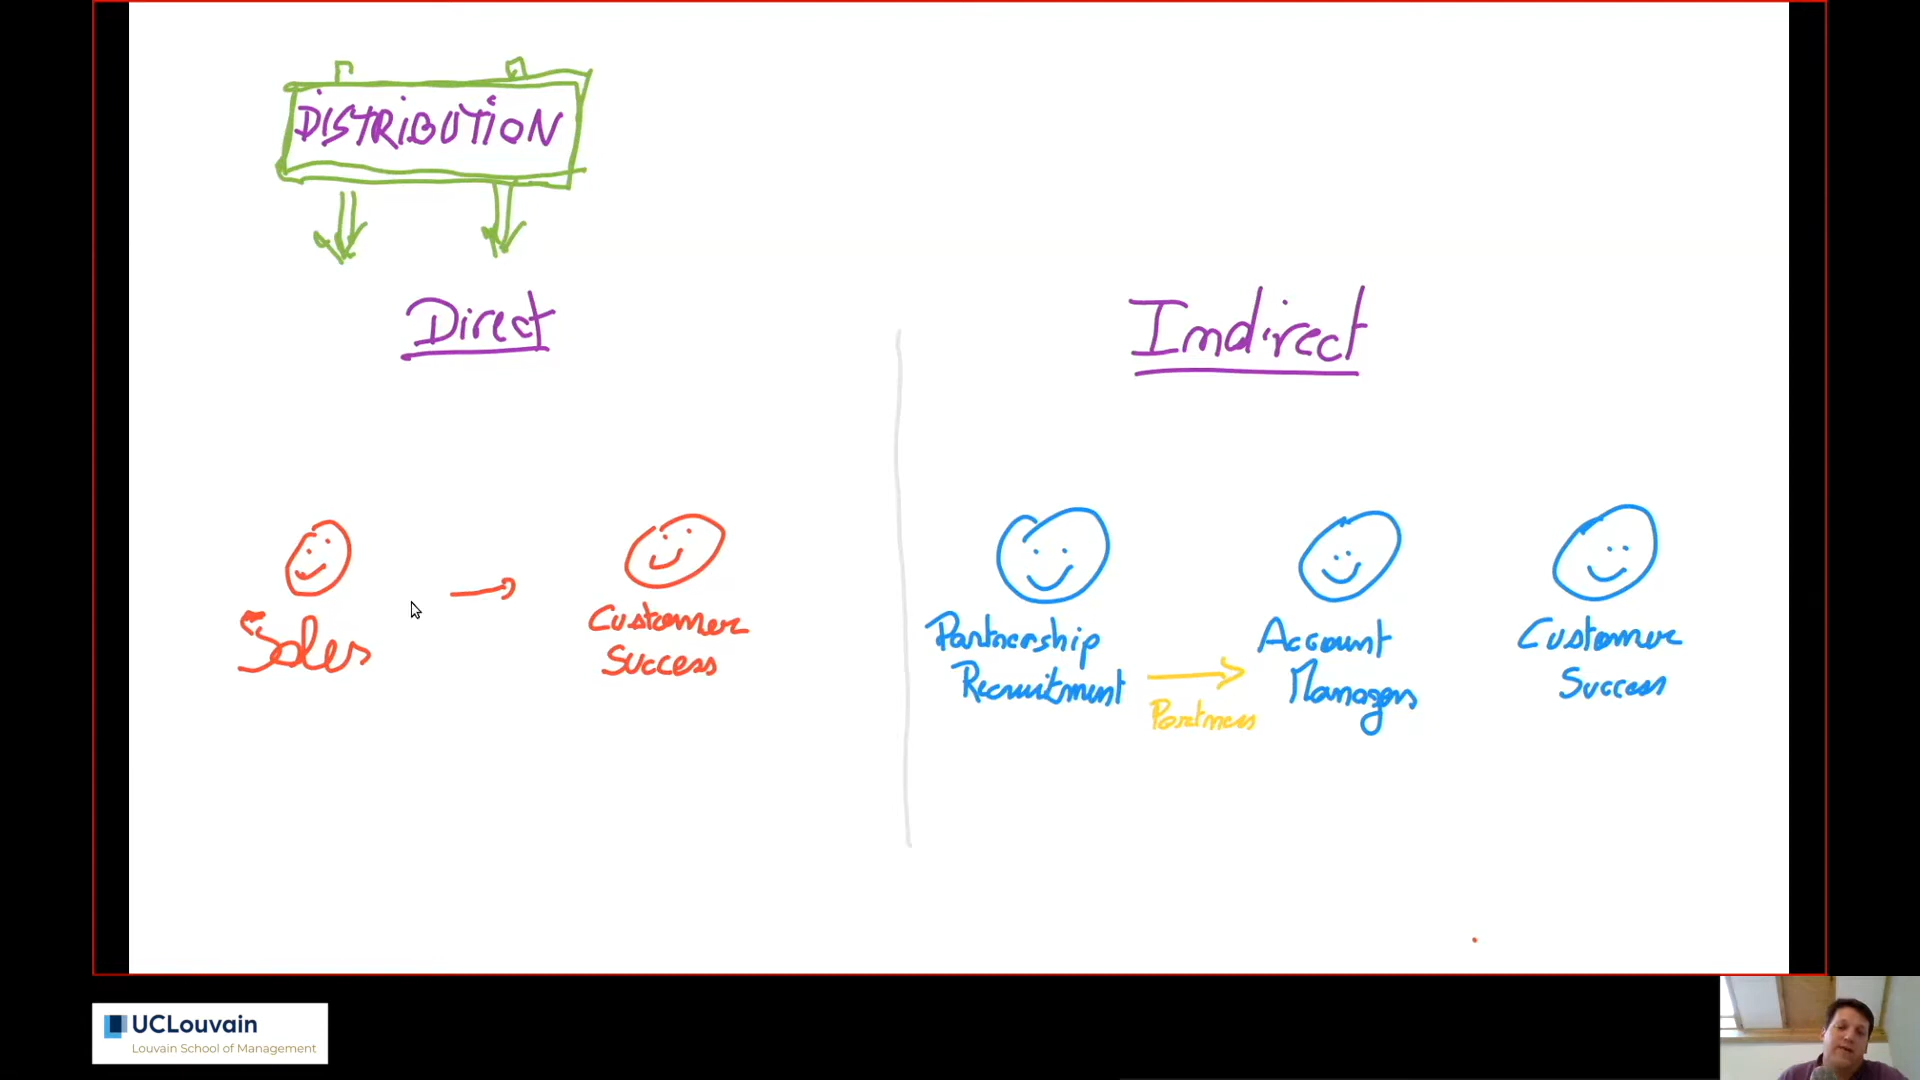 DISTRIBUTION
Direct
Indirect
Sales
Customer
Success
Partnership
Recruitment
Partners
Account
Managers
Customer
Success
UCLouvain
Louvain School of Management